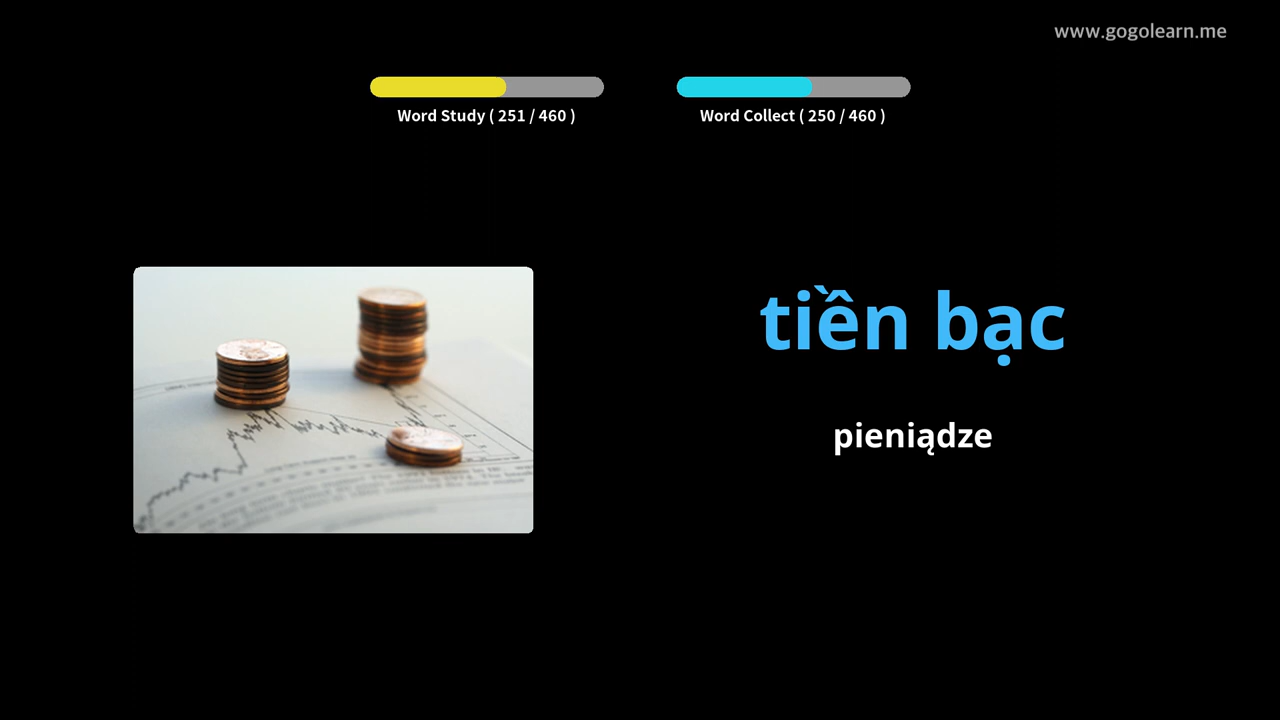 www.gogolearn.me
Word Study ( 251 / 460 )
Word Collect ( 250 / 460 )
tiền bạc
pieniądze